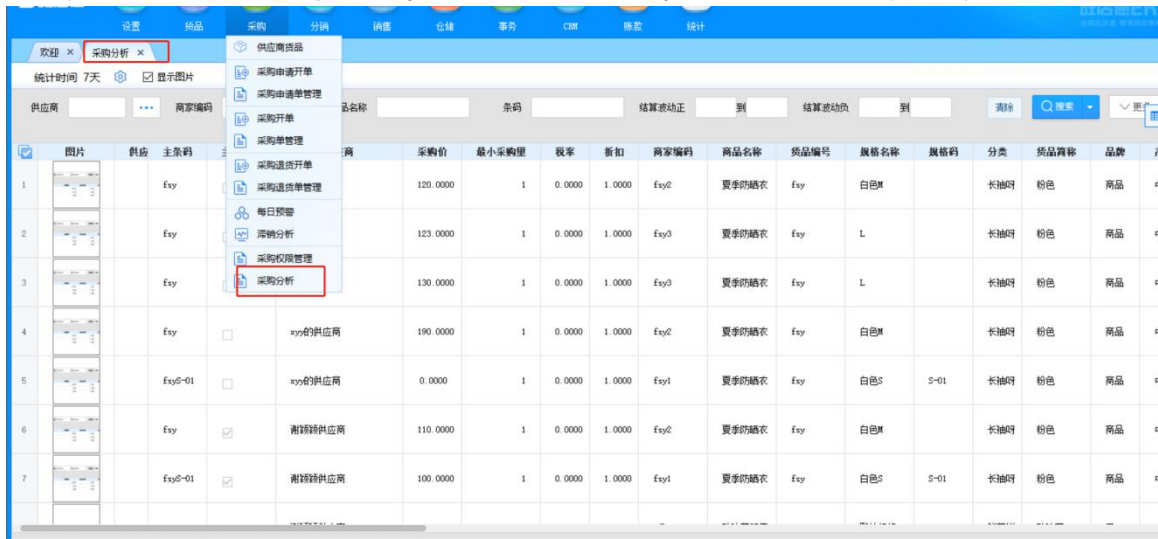 设置 货品 采购 分销 销售 仓储 事务 CRM 账款 统计
欢迎 × 采购分析 ×
统计时间 7天 显示图片
供应商 ... 商家编码 品名称 条码 结算波动正 到 结算波动负 到 清除 搜索
供应商货品
采购申请开单
采购申请单管理
采购开单
采购单管理
采购退货开单
采购退货单管理
每日预警
滞销分析
采购权限管理
采购分析
图片 供应 主条码 商 采购价 最小采购量 税率 折扣 商家编码 商品名称 货品编号 规格名称 规格码 分类 货品简称 品牌
1 fsy 120.0000 1 0.0000 1.0000 fsy2 夏季防晒衣 fsy 白色M 长袖呀 粉色 商品
2 fsy 123.0000 1 0.0000 1.0000 fsy3 夏季防晒衣 fsy L 长袖呀 粉色 商品
3 fsy 130.0000 1 0.0000 1.0000 fsy3 夏季防晒衣 fsy L 长袖呀 粉色 商品
4 fsy xyy的供应商 190.0000 1 0.0000 1.0000 fsy2 夏季防晒衣 fsy 白色M 长袖呀 粉色 商品
5 fsyS-01 xyy的供应商 0.0000 1 0.0000 1.0000 fsy1 夏季防晒衣 fsy 白色S S-01 长袖呀 粉色 商品
6 fsy 谢颖颖供应商 110.0000 1 0.0000 1.0000 fsy2 夏季防晒衣 fsy 白色M 长袖呀 粉色 商品
7 fsyS-01 谢颖颖供应商 100.0000 1 0.0000 1.0000 fsy1 夏季防晒衣 fsy 白色S S-01 长袖呀 粉色 商品